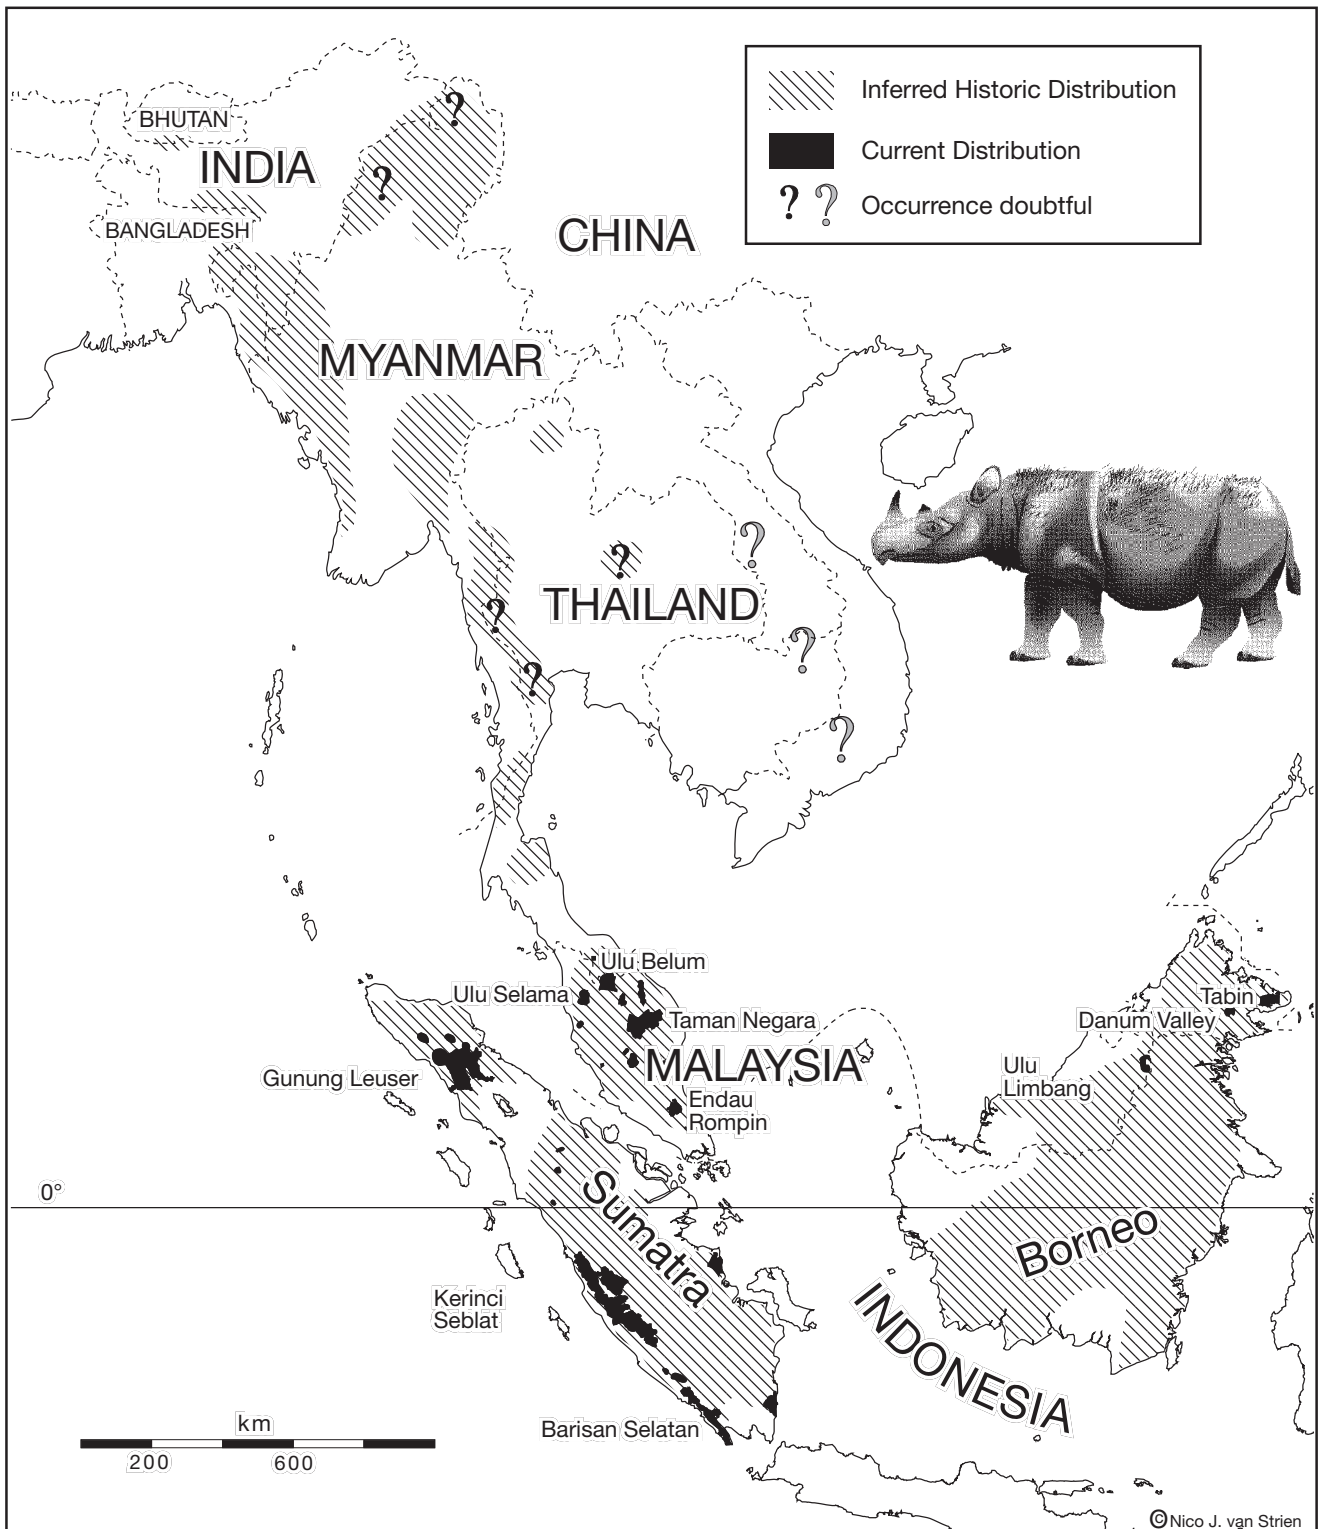 Inferred Historic Distribution
Current Distribution
? ? Occurrence doubtful
BHUTAN
INDIA
?
?
BANGLADESH
CHINA
MYANMAR
?
?
THAILAND
?
?
?
?
Ulu Belum
Ulu Selama
Taman Negara
MALAYSIA
Gunung Leuser
Endau
Rompin
Tabin
Danum Valley
Ulu
Limbang
0°
Sumatra
Borneo
Kerinci
Seblat
INDONESIA
Barisan Selatan
km
200 600
© Nico J. van Strien